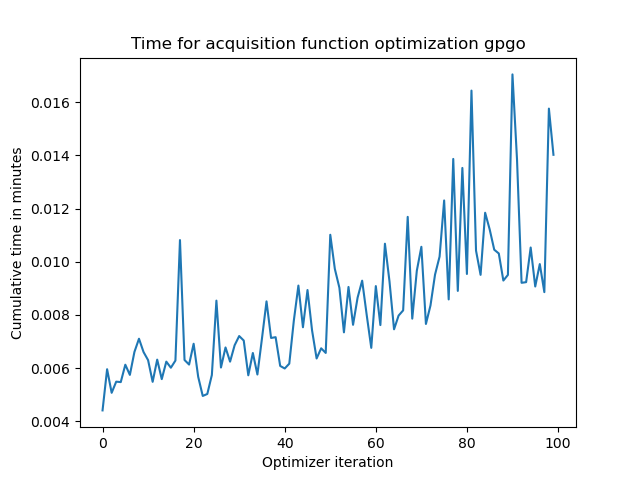 Time for acquisition function optimization gpgo
0.016
0.014
0.012
0.010
0.008
0.006
0.004
Cumulative time in minutes
0 20 40 60 80 100
Optimizer iteration